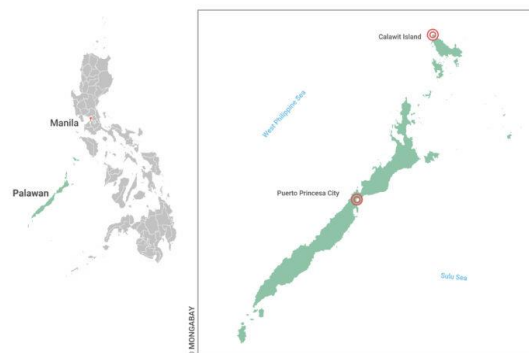 Manila
Palawan
Calawit Island
West Philippine Sea
Puerto Princesa City
Sulu Sea
MONGABAY